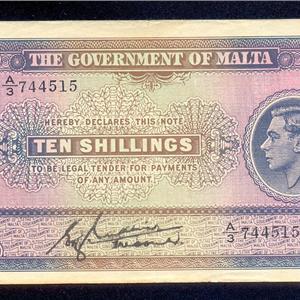 THE GOVERNMENT OF MALTA
A/3 744515
HEREBY DECLARES THIS NOTE
TEN SHILLINGS
TO BE LEGAL TENDER FOR PAYMENTS
OF ANY AMOUNT.
A/3 744515